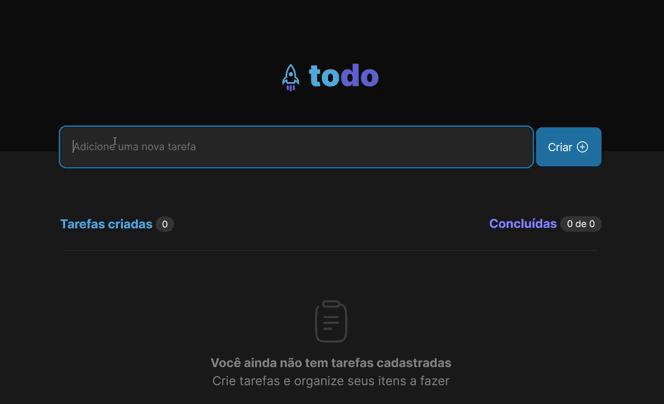 todo
Adicione uma nova tarefa
Criar
Tarefas criadas 0
Concluídas 0 de 0
Você ainda não tem tarefas cadastradas
Crie tarefas e organize seus itens a fazer